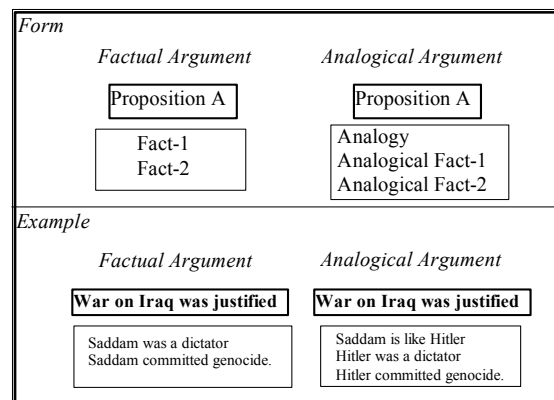 Form
Factual Argument Analogical Argument
Proposition A Proposition A
Fact-1
Fact-2
Analogy
Analogical Fact-1
Analogical Fact-2
Example
Factual Argument Analogical Argument
War on Iraq was justified War on Iraq was justified
Saddam was a dictator
Saddam committed genocide.
Saddam is like Hitler
Hitler was a dictator
Hitler committed genocide.